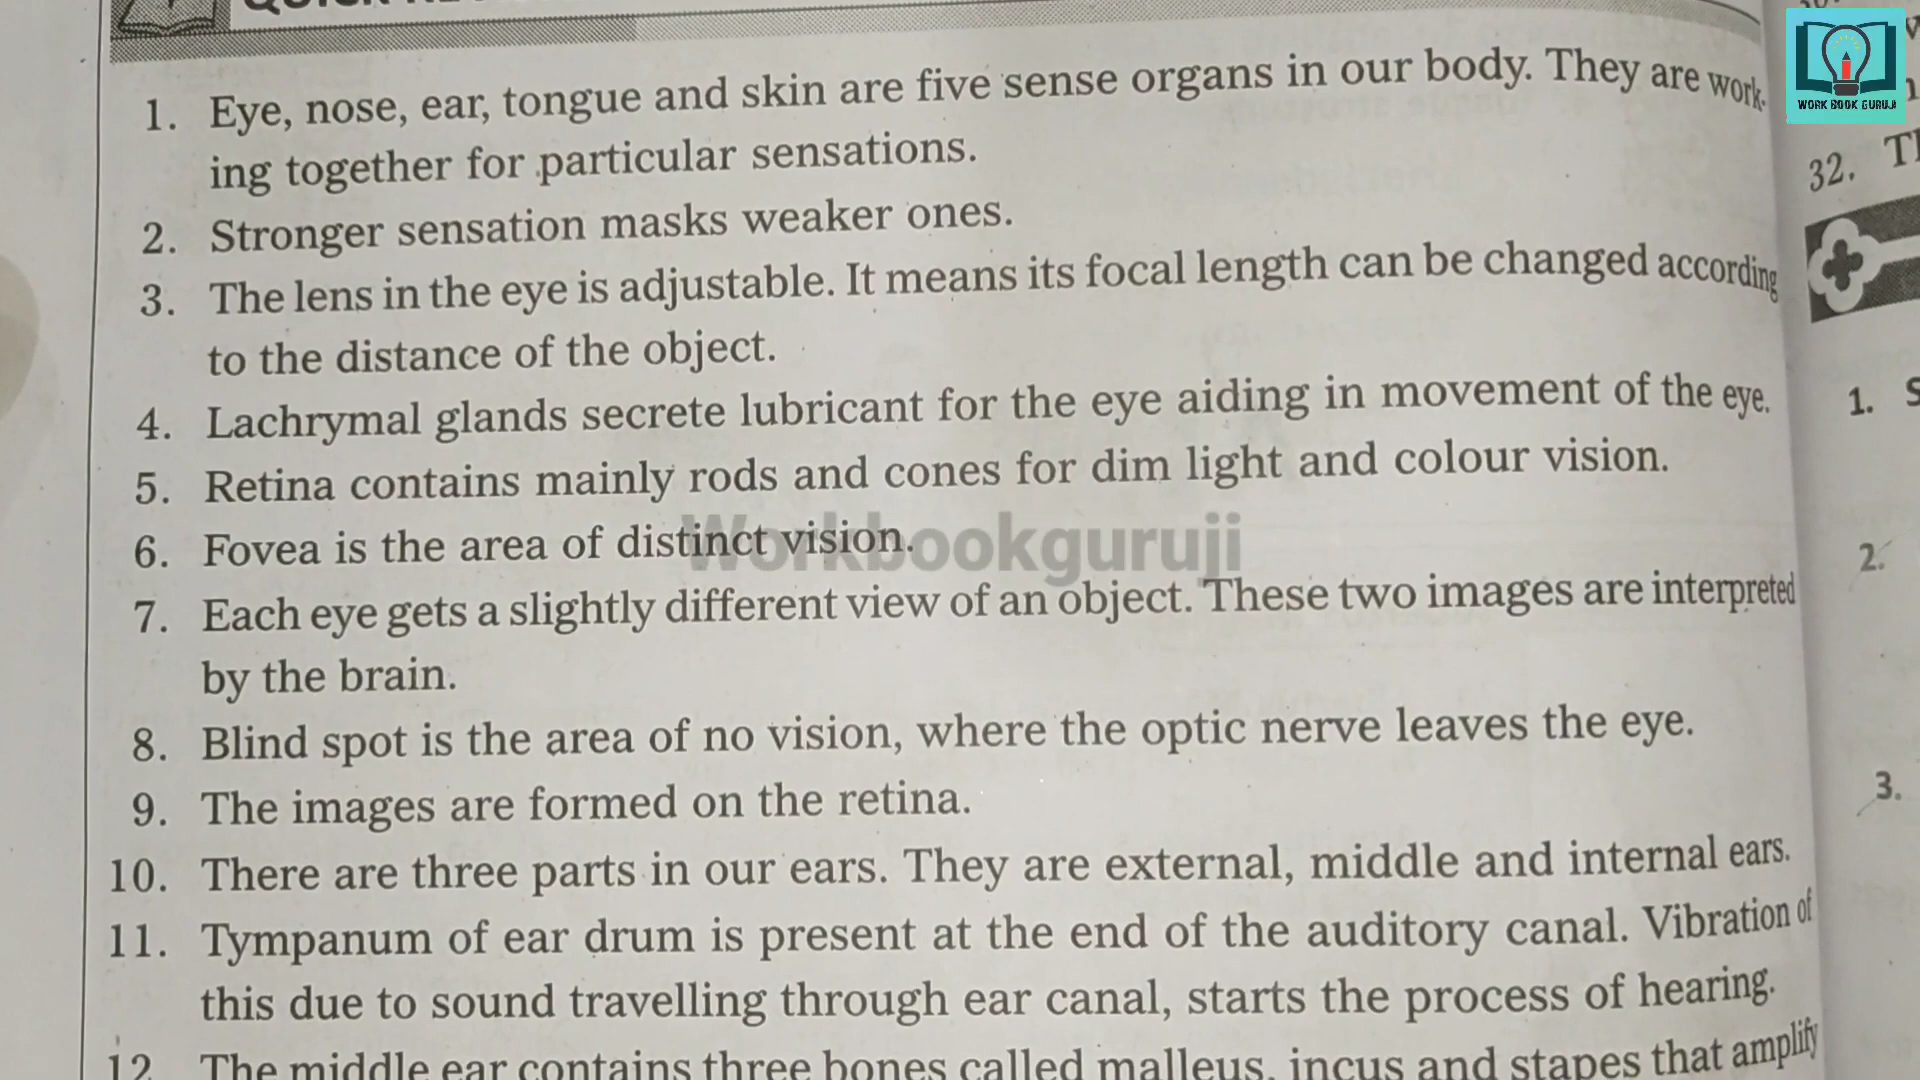 1. Eye, nose, ear, tongue and skin are five sense organs in our body. They are work-
ing together for particular sensations.
2. Stronger sensation masks weaker ones.
3. The lens in the eye is adjustable. It means its focal length can be changed according
to the distance of the object.
4. Lachrymal glands secrete lubricant for the eye aiding in movement of the eye.
5. Retina contains mainly rods and cones for dim light and colour vision.
6. Fovea is the area of distinct vision.
7. Each eye gets a slightly different view of an object. These two images are interpreted
by the brain.
8. Blind spot is the area of no vision, where the optic nerve leaves the eye.
9. The images are formed on the retina.
10. There are three parts in our ears. They are external, middle and internal ears.
11. Tympanum of ear drum is present at the end of the auditory canal. Vibration of
this due to sound travelling through ear canal, starts the process of hearing.
12. The middle ear contains three bones called malleus, incus and stapes that amplify
Workbookguruji
WORK BOOK GURUJI
32.
1.
2.
3.